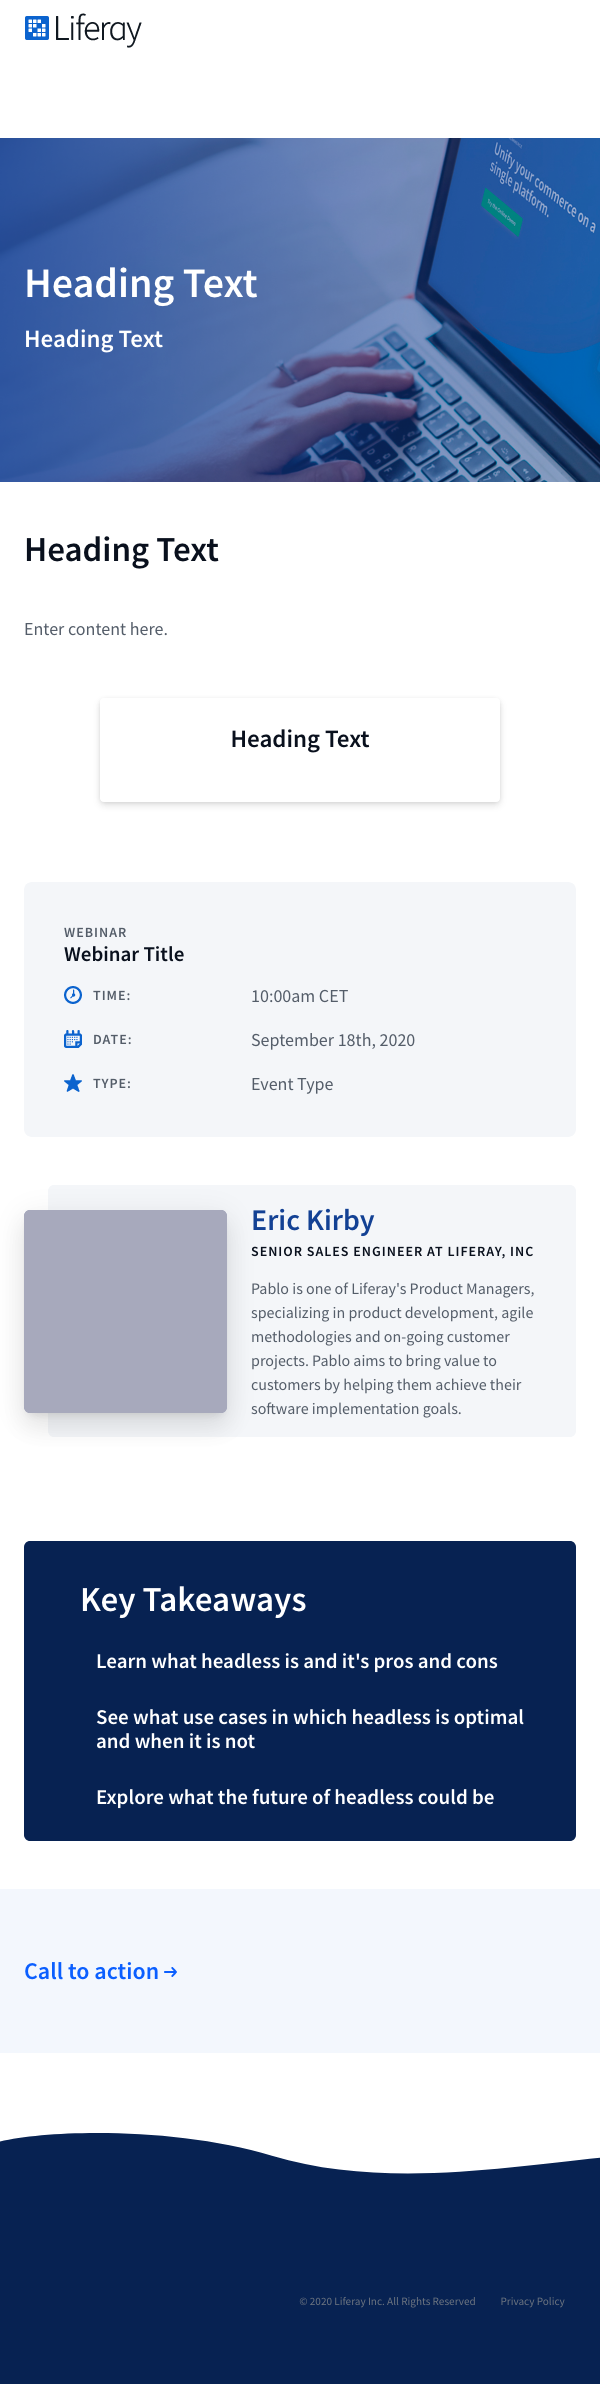 Liferay
Unify your commerce on a
single platform.
Heading Text
Heading Text
Heading Text
Enter content here.
Heading Text
WEBINAR
Webinar Title
TIME: 10:00am CET
DATE: September 18th, 2020
TYPE: Event Type
Eric Kirby
SENIOR SALES ENGINEER AT LIFERAY, INC
Pablo is one of Liferay's Product Managers,
specializing in product development, agile
methodologies and on-going customer
projects. Pablo aims to bring value to
customers by helping them achieve their
software implementation goals.
Key Takeaways
Learn what headless is and it's pros and cons
See what use cases in which headless is optimal
and when it is not
Explore what the future of headless could be
Call to action →
© 2020 Liferay Inc. All Rights Reserved Privacy Policy